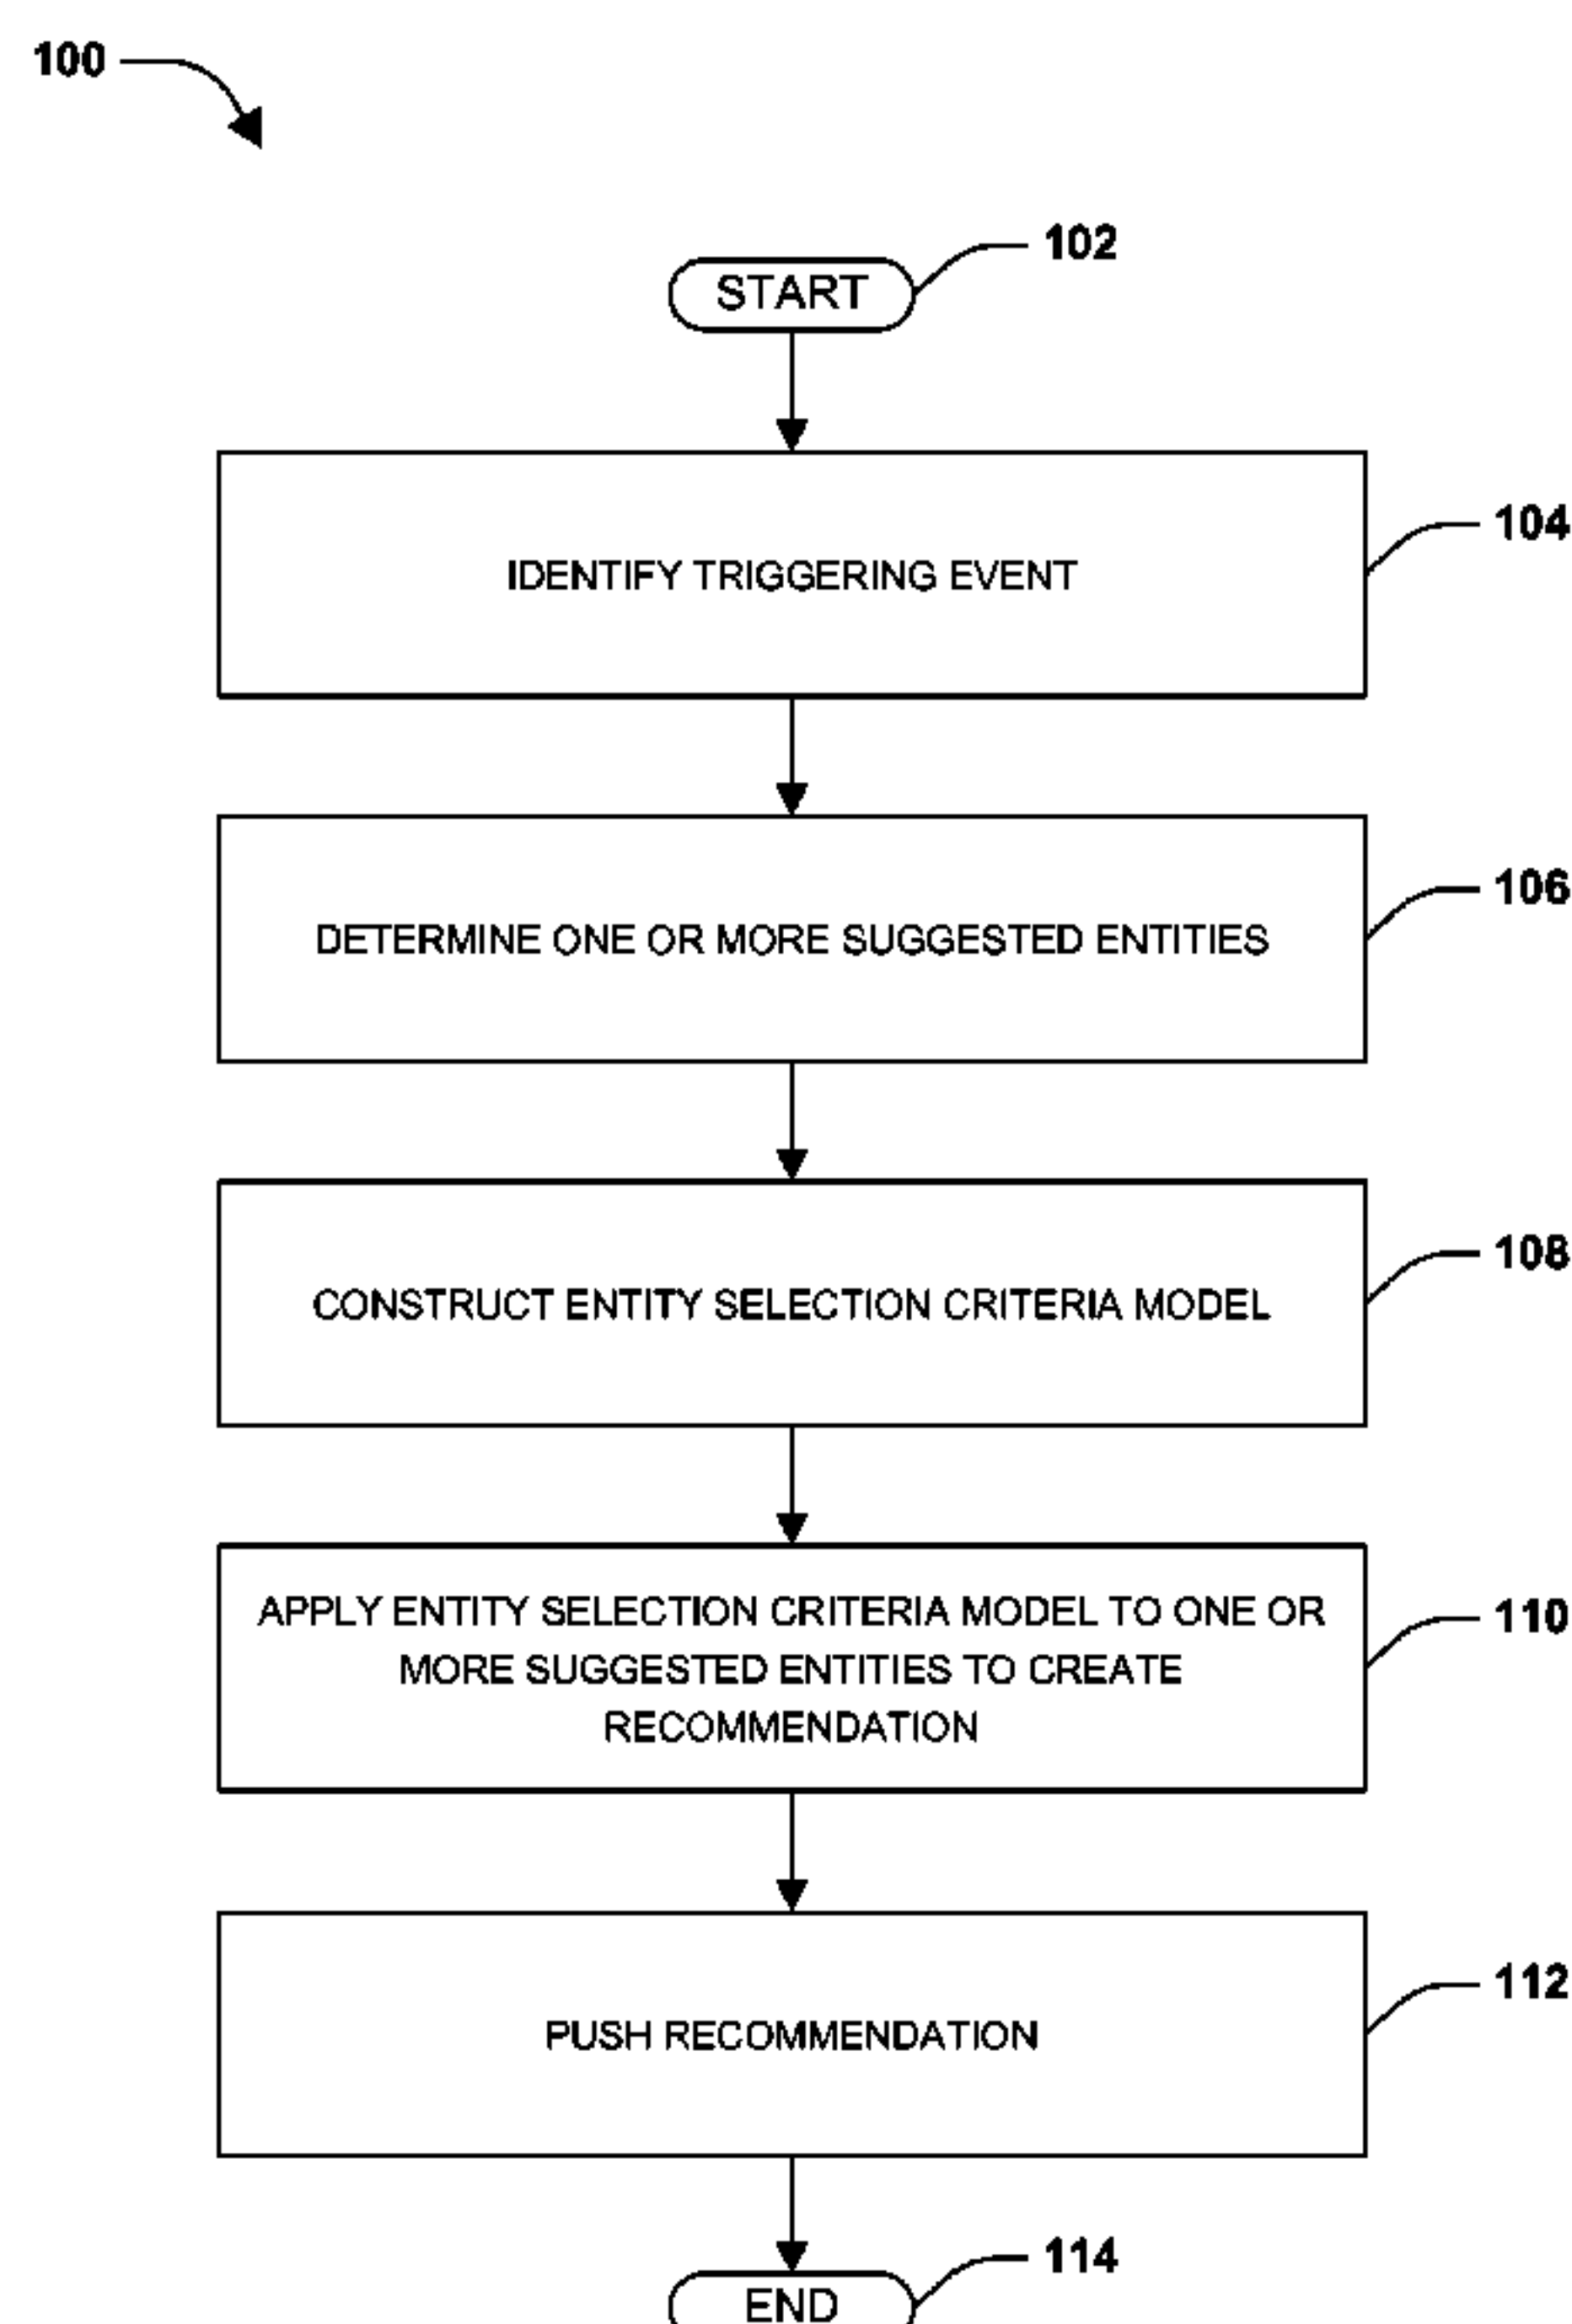 100
102
START
104
IDENTIFY TRIGGERING EVENT
106
DETERMINE ONE OR MORE SUGGESTED ENTITIES
108
CONSTRUCT ENTITY SELECTION CRITERIA MODEL
110
APPLY ENTITY SELECTION CRITERIA MODEL TO ONE OR
MORE SUGGESTED ENTITIES TO CREATE
RECOMMENDATION
112
PUSH RECOMMENDATION
114
END